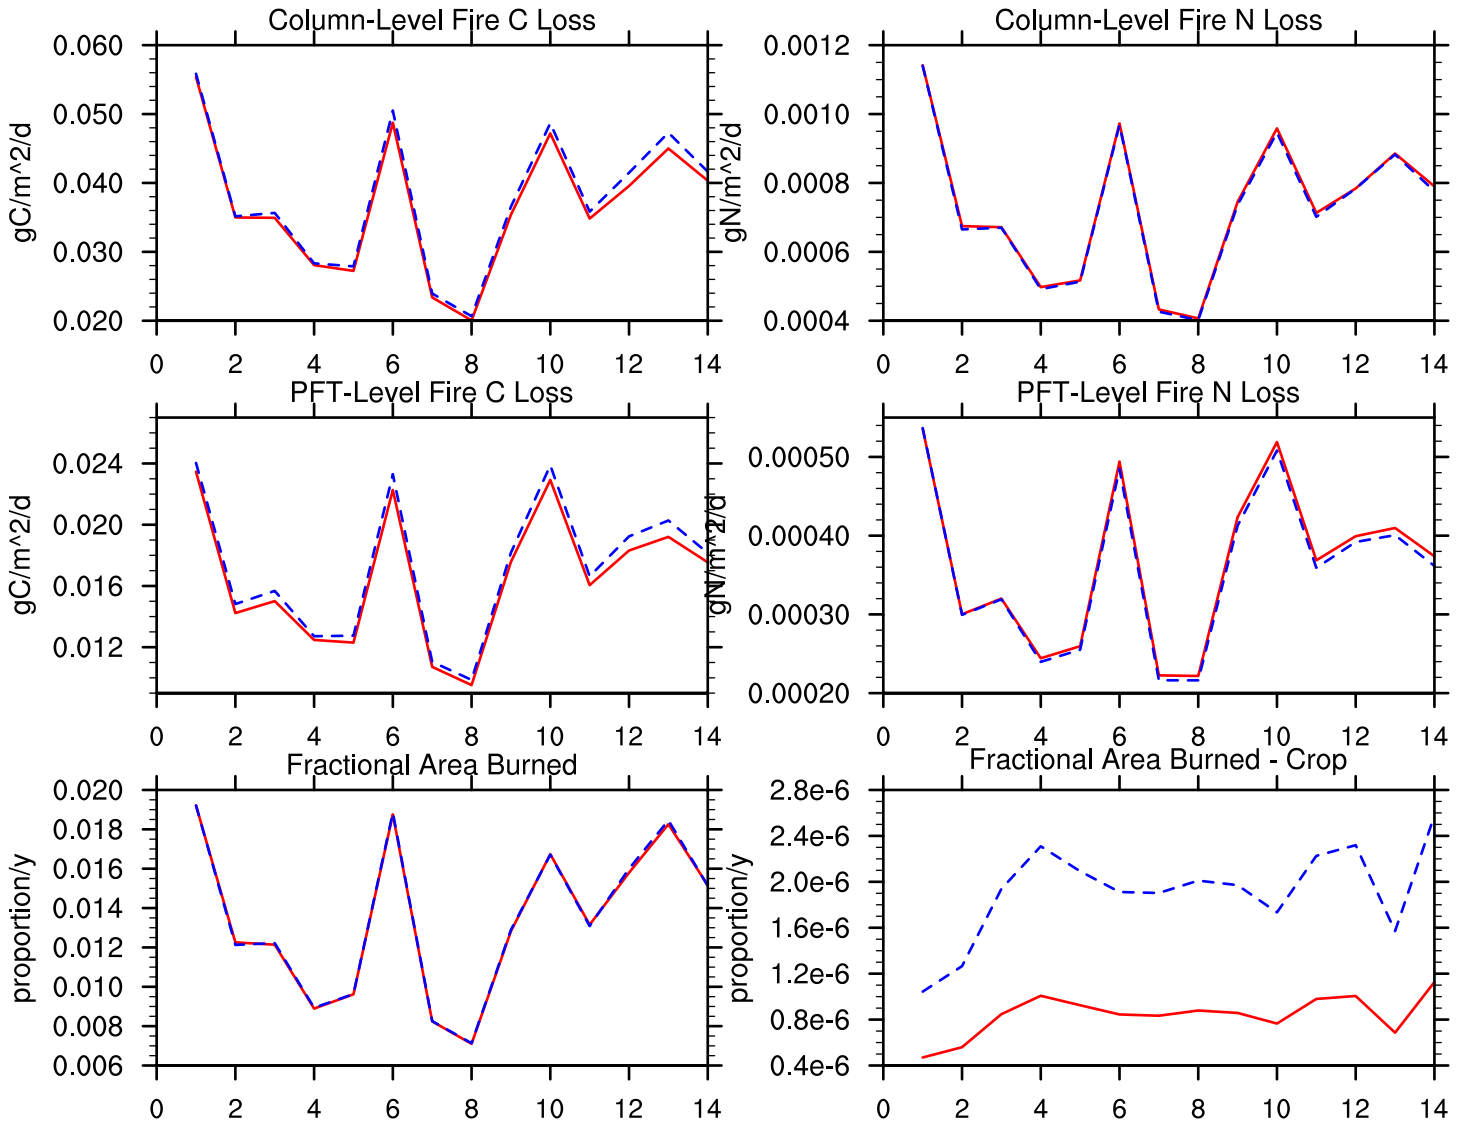 Column-Level Fire C Loss
gC/m^2/d
0.060
0.050
0.040
0.030
0.020
0 2 4 6 8 10 12 14
Column-Level Fire N Loss
gN/m^2/d
0.0012
0.0010
0.0008
0.0006
0.0004
0 2 4 6 8 10 12 14
PFT-Level Fire C Loss
gC/m^2/d
0.024
0.020
0.016
0.012
0 2 4 6 8 10 12 14
PFT-Level Fire N Loss
gN/m^2/d
0.00050
0.00040
0.00030
0.00020
0 2 4 6 8 10 12 14
Fractional Area Burned
proportion/y
0.020
0.018
0.016
0.014
0.012
0.010
0.008
0.006
0 2 4 6 8 10 12 14
Fractional Area Burned - Crop
proportion/y
2.8e-6
2.4e-6
2.0e-6
1.6e-6
1.2e-6
0.8e-6
0.4e-6
0 2 4 6 8 10 12 14